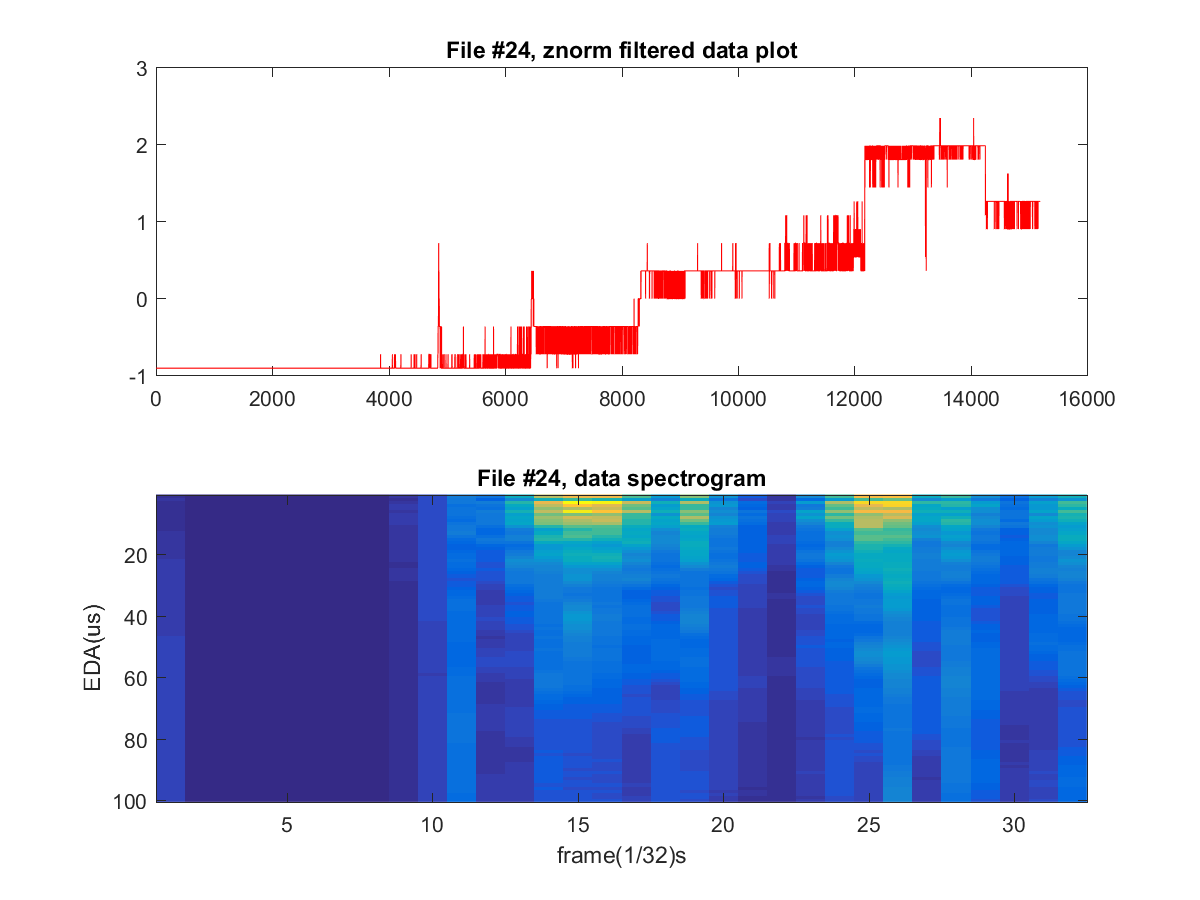 File #24, znorm filtered data plot
3
2
1
0
-1
0 2000 4000 6000 8000 10000 12000 14000 16000
File #24, data spectrogram
20
40
60
80
100
EDA(us)
5 10 15 20 25 30
frame(1/32)s